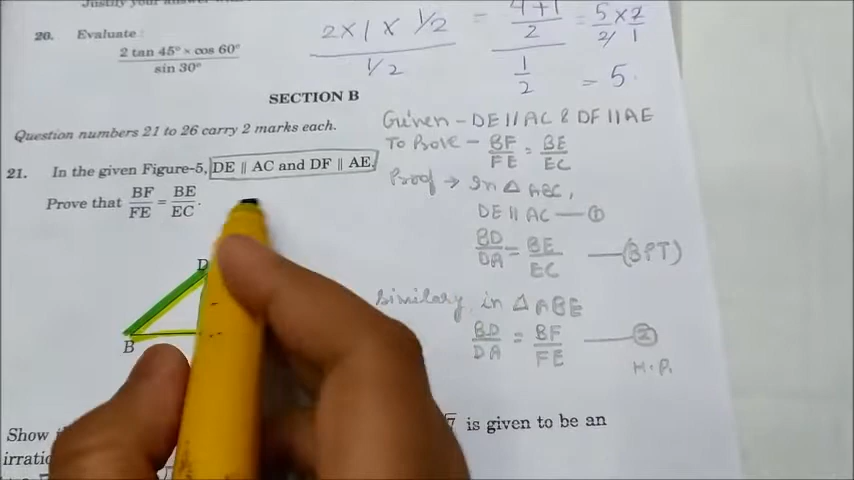 20. Evaluate :
2 tan 45° × cos 60°
sin 30°
2×1×1/2
1/2
= 4+1
2
1
2
= 5×2
2/1
= 5.
SECTION B
Question numbers 21 to 26 carry 2 marks each.
21. In the given Figure-5, DE || AC and DF || AE.
Prove that BF/FE = BE/EC.
D
B
Given - DE || AC & DF || AE
To Prove - BF/FE = BE/EC
Proof → In △ ABC,
DE || AC — ①
BD/DA = BE/EC — (BPT)
Similary, in △ ABE
BD/DA = BF/FE — ②
H.P.
Show
is given to be an